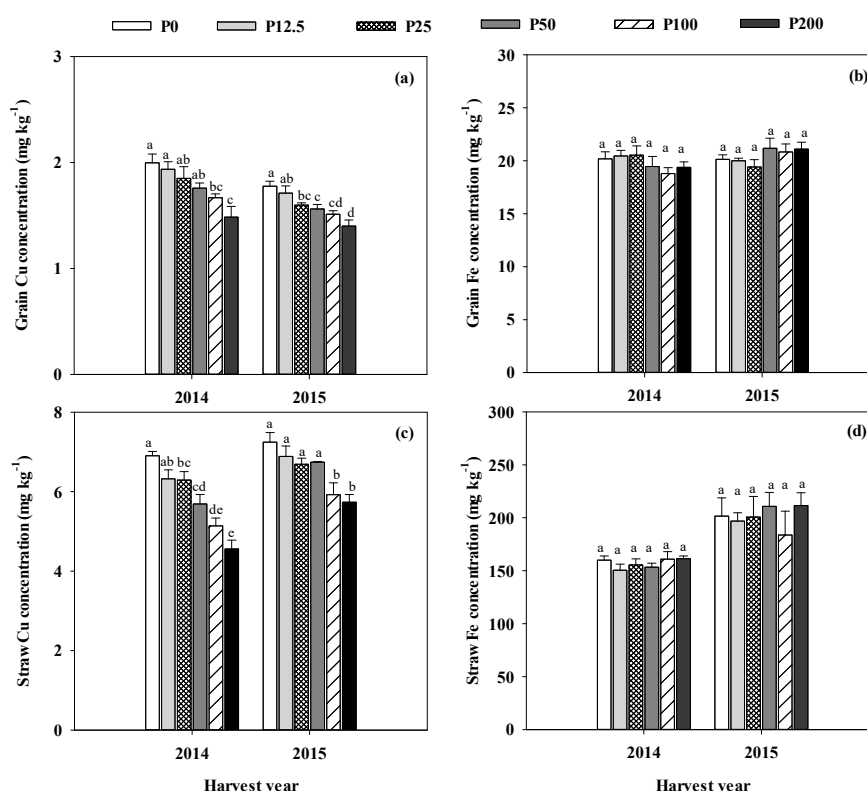 P0 P12.5 P25 P50 P100 P200
(a)
Grain Cu concentration (mg kg-1)
3
2
1
0
a a ab ab bc c
a ab bc c cd d
2014 2015
(b)
Grain Fe concentration (mg kg-1)
30
25
20
15
10
5
0
a a a a a a
a a a a a a
2014 2015
(c)
Straw Cu concentration (mg kg-1)
8
6
4
2
0
a ab bc cd de e
a a a a b b
2014 2015
Harvest year
(d)
Straw Fe concentration (mg kg-1)
300
250
200
150
100
50
0
a a a a a a
a a a a a a
2014 2015
Harvest year